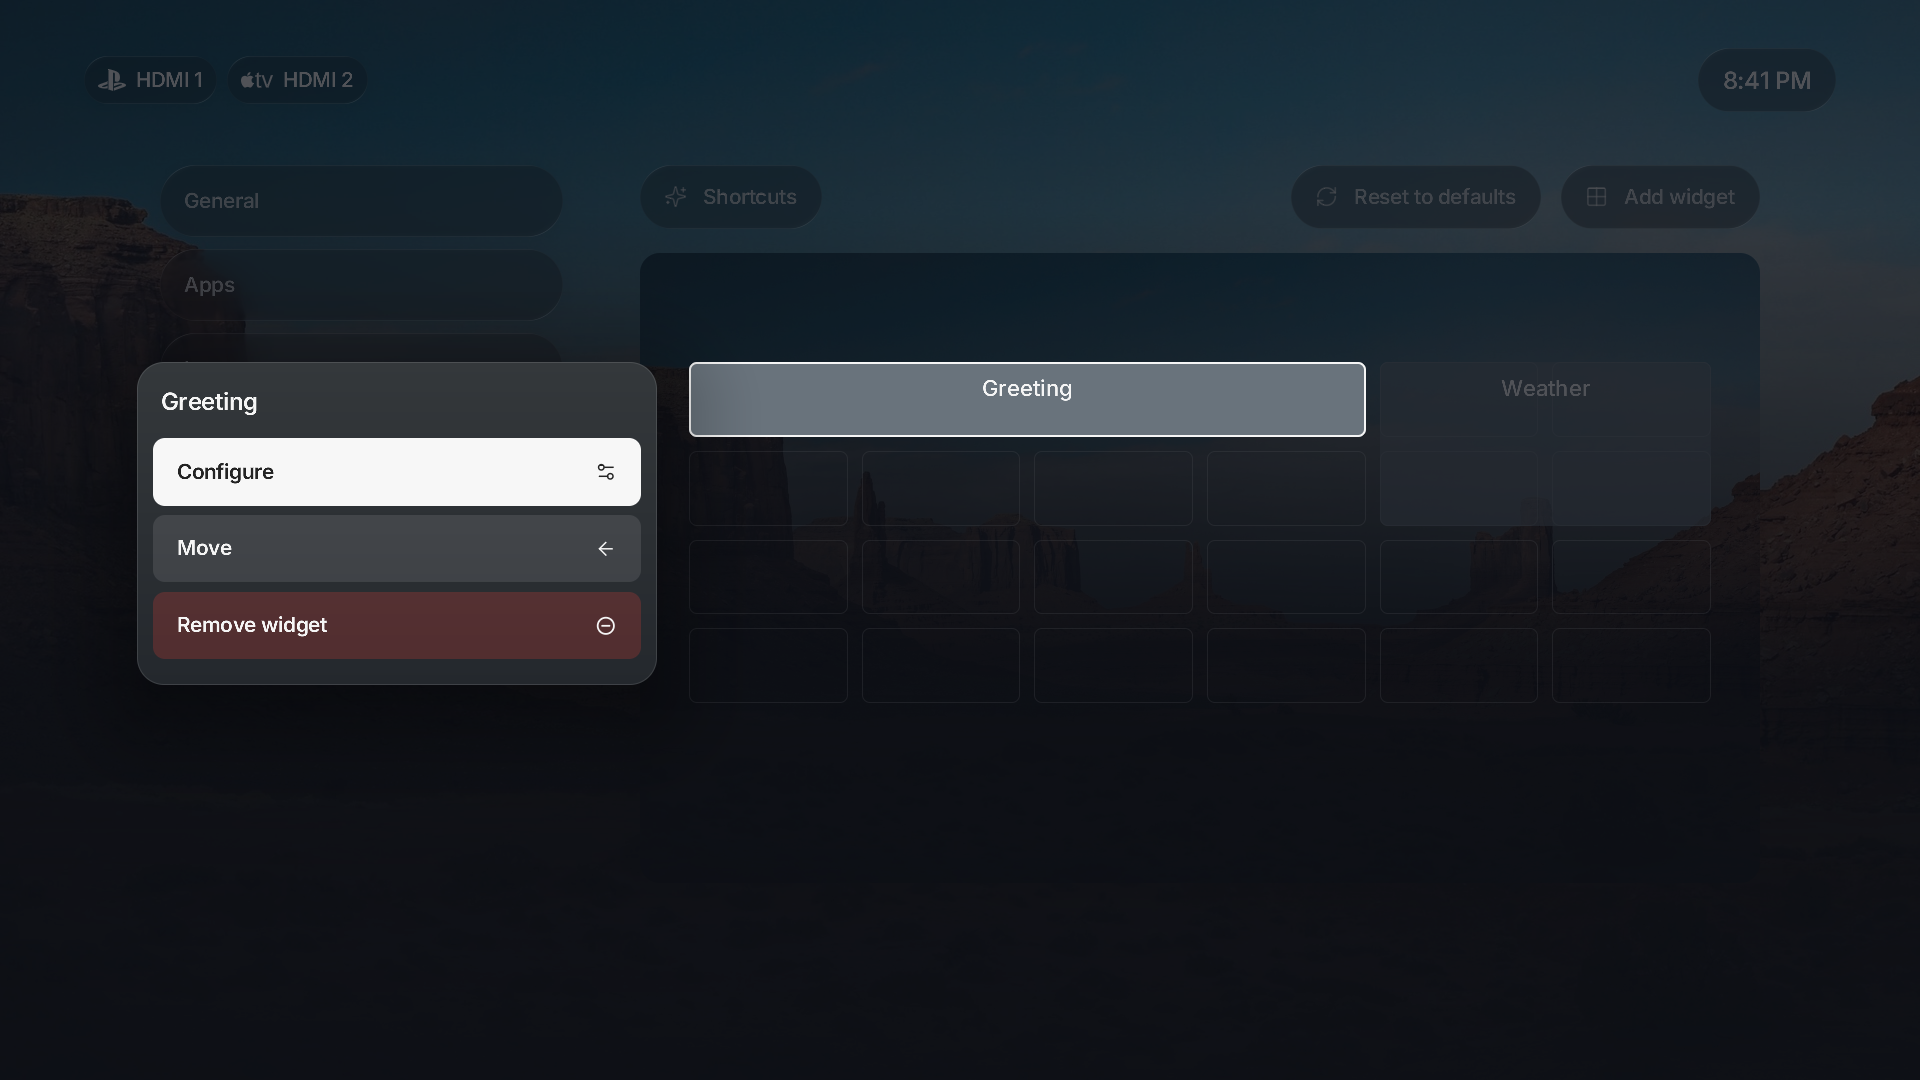 HDMI 1
tv HDMI 2
8:41 PM
General
Shortcuts
Reset to defaults
Add widget
Apps
Greeting
Configure
Move
Remove widget
Greeting
Weather